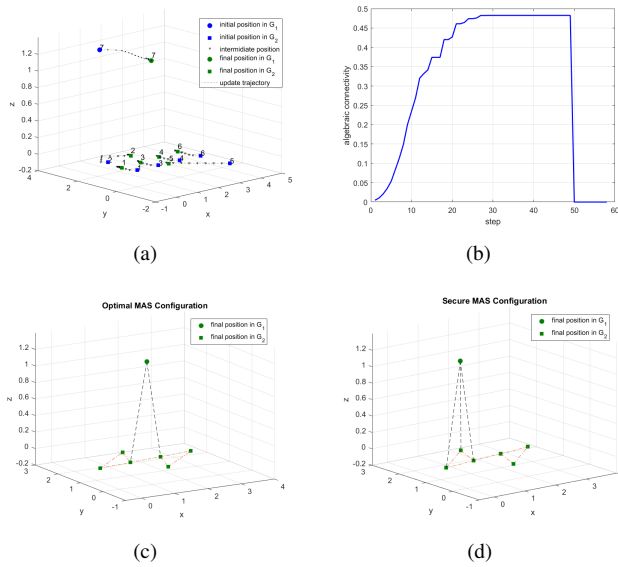 initial position in G1
initial position in G2
intermidiate position
final position in G1
final position in G2
update trajectory
7
7
1.2
1
0.8
0.6
0.4
0.2
0
-0.2
z
2
4
6
1
3
5
4
2
0
-2
y
-1
0
1
2
3
4
5
x
(a)
0.5
0.45
0.4
0.35
0.3
0.25
0.2
0.15
0.1
0.05
0
algebraic connectivity
0
10
20
30
40
50
60
step
(b)
Optimal MAS Configuration
final position in G1
final position in G2
1.2
1
0.8
0.6
0.4
0.2
0
-0.2
z
3
2
1
0
-1
y
0
1
2
3
4
x
(c)
Secure MAS Configuration
final position in G1
final position in G2
1.2
1
0.8
0.6
0.4
0.2
0
-0.2
z
3
2
1
0
-1
y
0
1
2
3
x
(d)